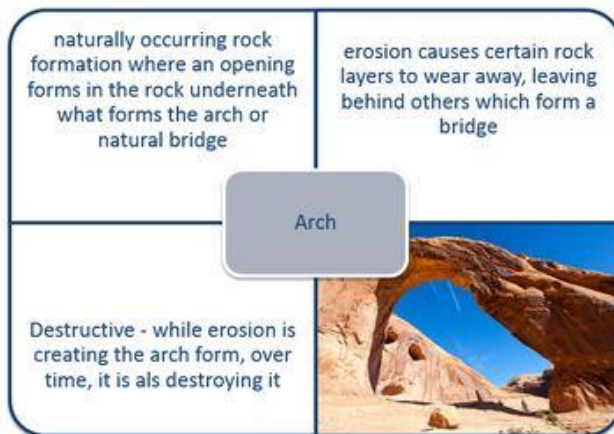 naturally occurring rock
formation where an opening
forms in the rock underneath
what forms the arch or
natural bridge
erosion causes certain rock
layers to wear away, leaving
behind others which form a
bridge
Arch
Destructive - while erosion is
creating the arch form, over
time, it is als destroying it